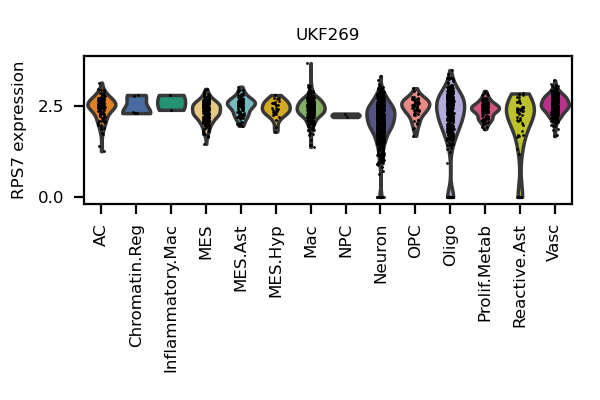 UKF269
RPS7 expression
2.5
0.0
AC
Chromatin.Reg
Inflammatory.Mac
MES
MES.Ast
MES.Hyp
Mac
NPC
Neuron
OPC
Oligo
Prolif.Metab
Reactive.Ast
Vasc